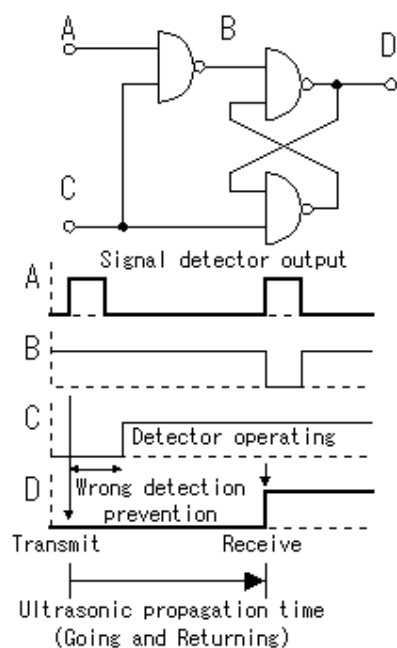 A
B
D
C
Signal detector output
A
B
C
Detector operating
D
Wrong detection
prevention
Transmit
Receive
Ultrasonic propagation time
(Going and Returning)